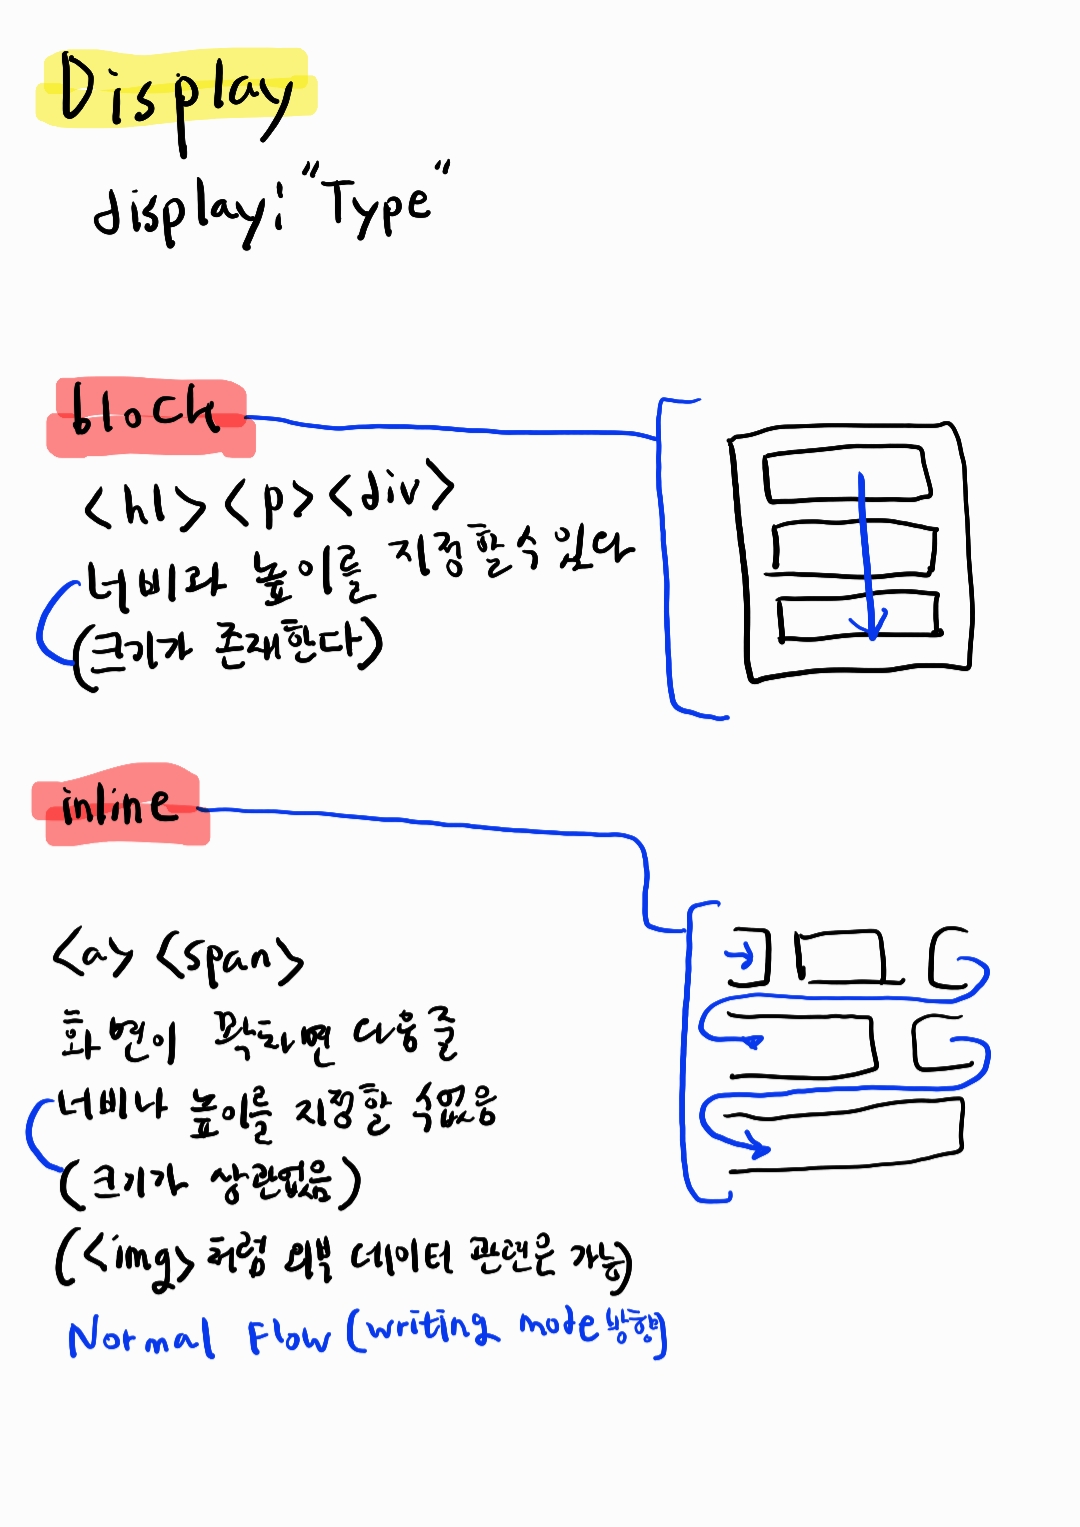 Display
display: "Type"
block
<h1> <p> <div>
너비와 높이를 지정할 수 있다
(크기가 존재한다)
inline
<a> <span>
화면이 꽉차면 다음 줄
너비나 높이를 지정할 수없음
(크기가 상관없음)
(<img>처럼 외부 데이터 관련은 가능)
Normal Flow (writing mode 방향)